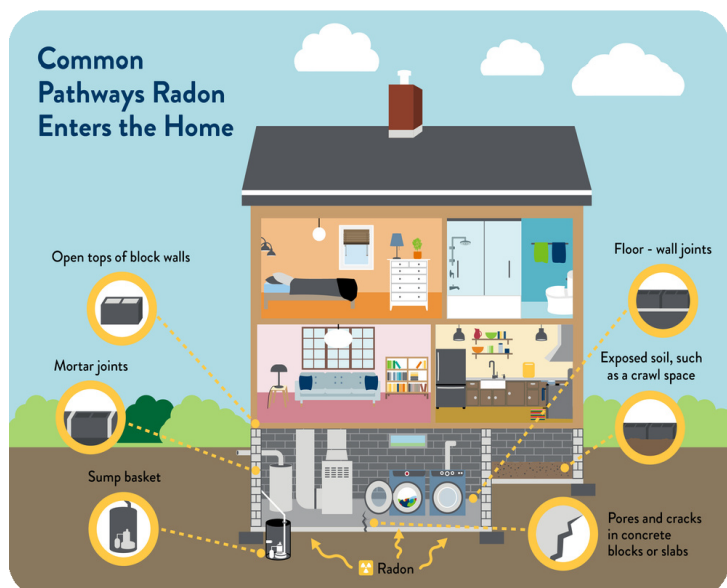 Common
Pathways Radon
Enters the Home
Open tops of block walls
Mortar joints
Sump basket
Floor - wall joints
Exposed soil, such
as a crawl space
Pores and cracks
in concrete
blocks or slabs
Radon